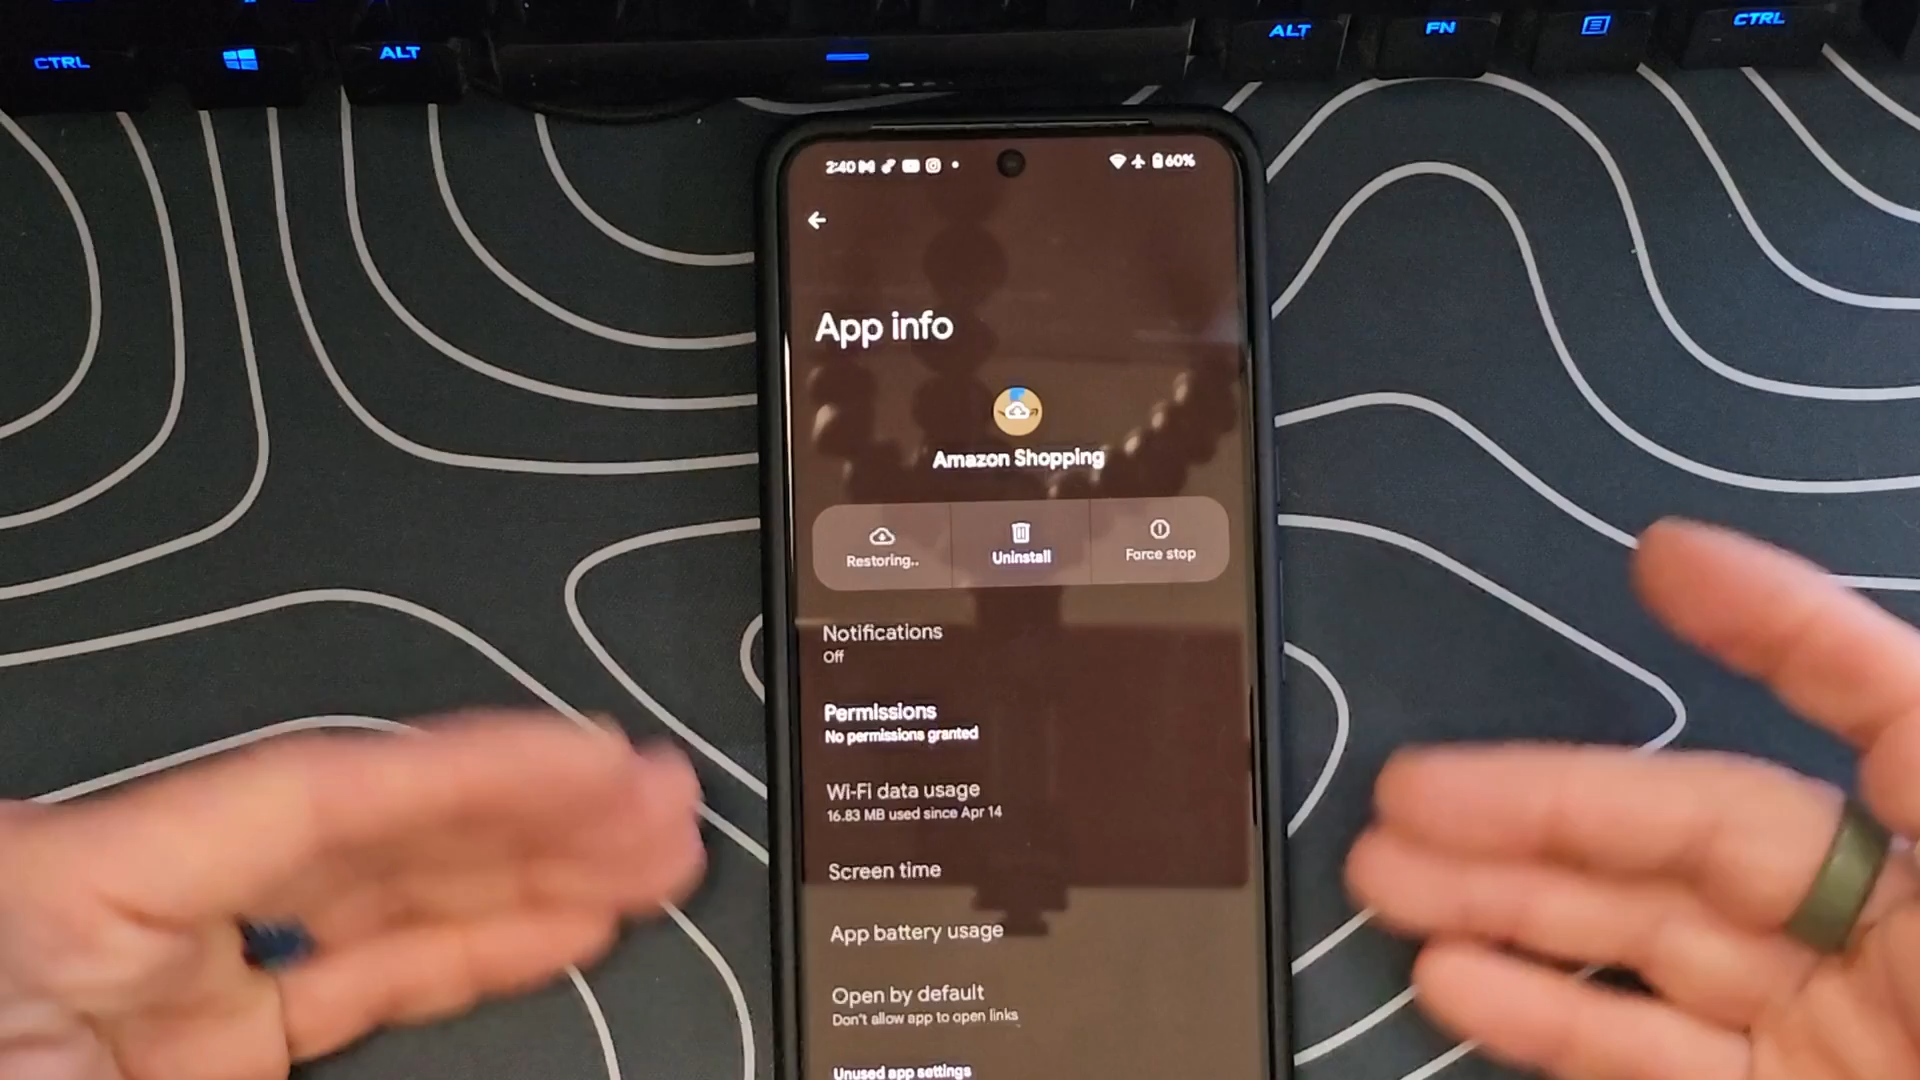 CTRL
ALT
ALT
FN
CTRL
2:40
60%
App info
Amazon Shopping
Restoring..
Uninstall
Force stop
Notifications
Off
Permissions
No permissions granted
Wi-Fi data usage
16.83 MB used since Apr 14
Screen time
App battery usage
Open by default
Don't allow app to open links
Unused app settings